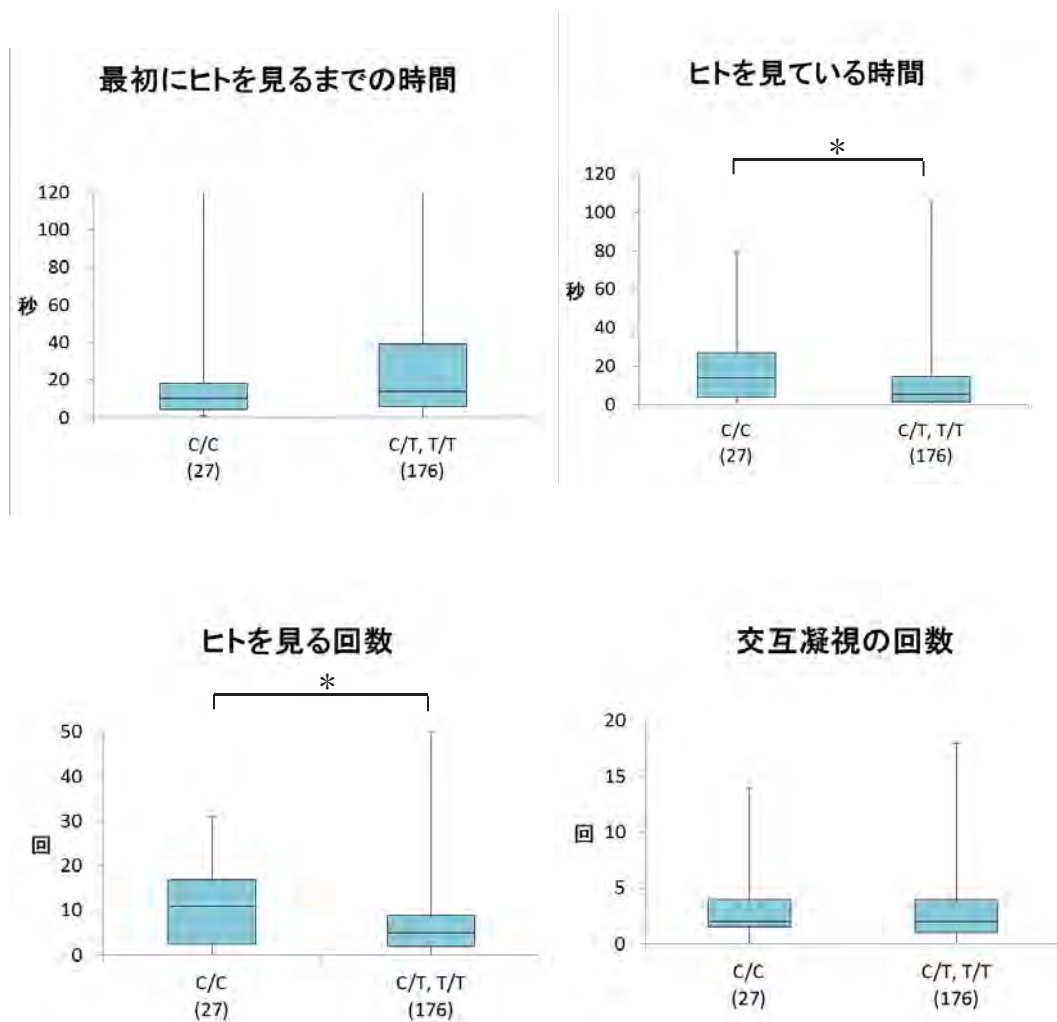 最初にヒトを見るまでの時間
120
100
80
60
40
20
0
秒
C/C
(27)
C/T, T/T
(176)
ヒトを見ている時間
*
120
100
80
60
40
20
0
秒
C/C
(27)
C/T, T/T
(176)
ヒトを見る回数
*
50
40
30
20
10
0
回
C/C
(27)
C/T, T/T
(176)
交互凝視の回数
20
15
10
5
0
回
C/C
(27)
C/T, T/T
(176)